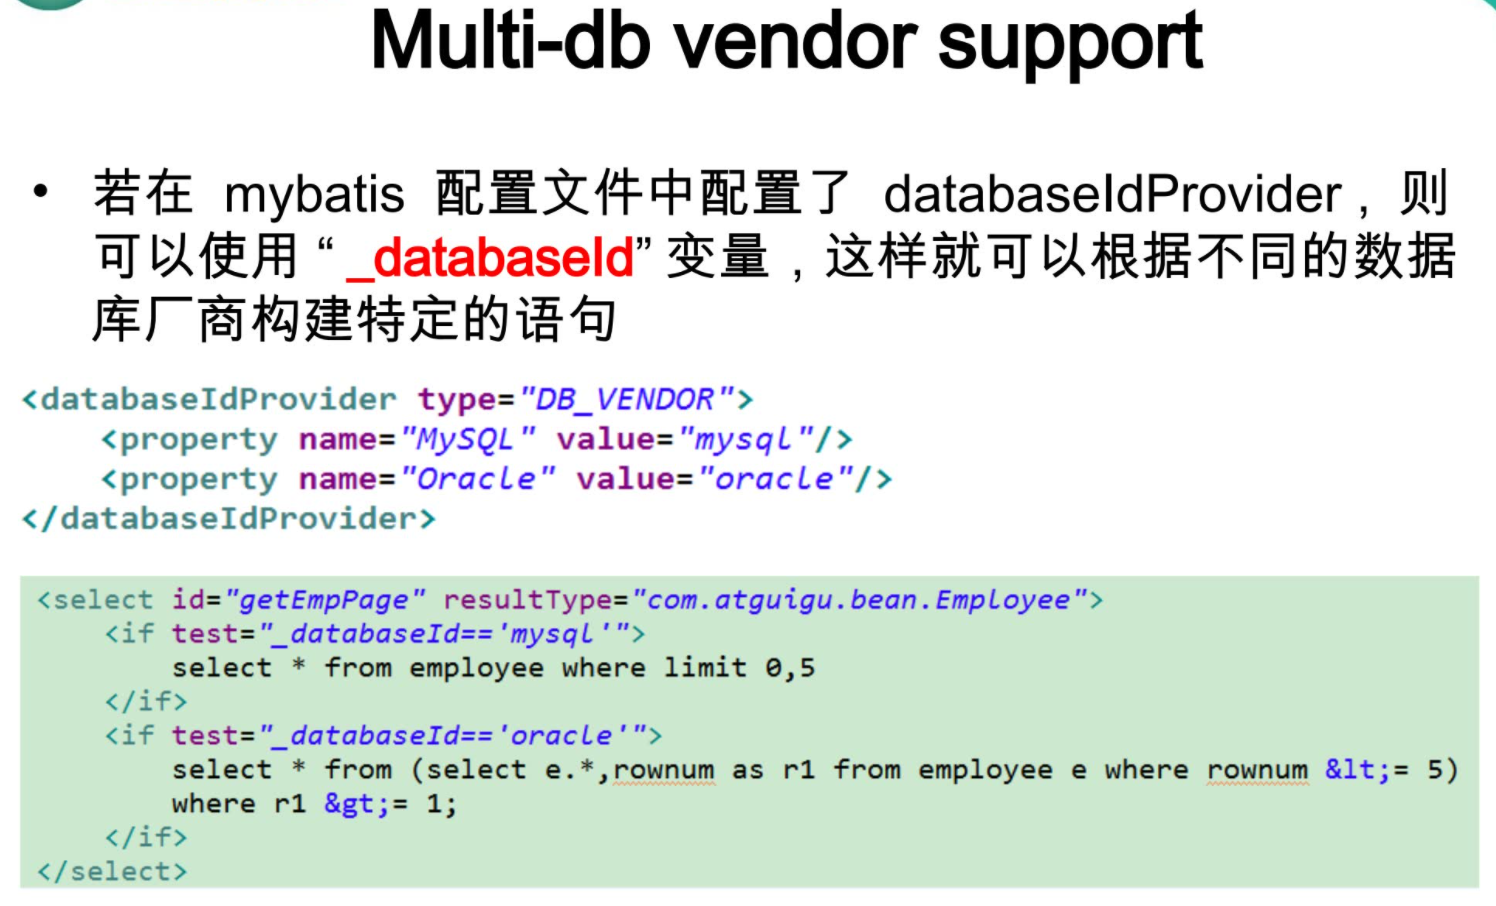 Multi-db vendor support
• 若在 mybatis 配置文件中配置了 databaseIdProvider , 则
可以使用 “_databaseId” 变量，这样就可以根据不同的数据
库厂商构建特定的语句
<databaseIdProvider type="DB_VENDOR">
    <property name="MySQL" value="mysql"/>
    <property name="Oracle" value="oracle"/>
</databaseIdProvider>
<select id="getEmpPage" resultType="com.atguigu.bean.Employee">
    <if test="_databaseId=='mysql'">
        select * from employee where limit 0,5
    </if>
    <if test="_databaseId=='oracle'">
        select * from (select e.*,rownum as r1 from employee e where rownum &lt;= 5)
        where r1 &gt;= 1;
    </if>
</select>